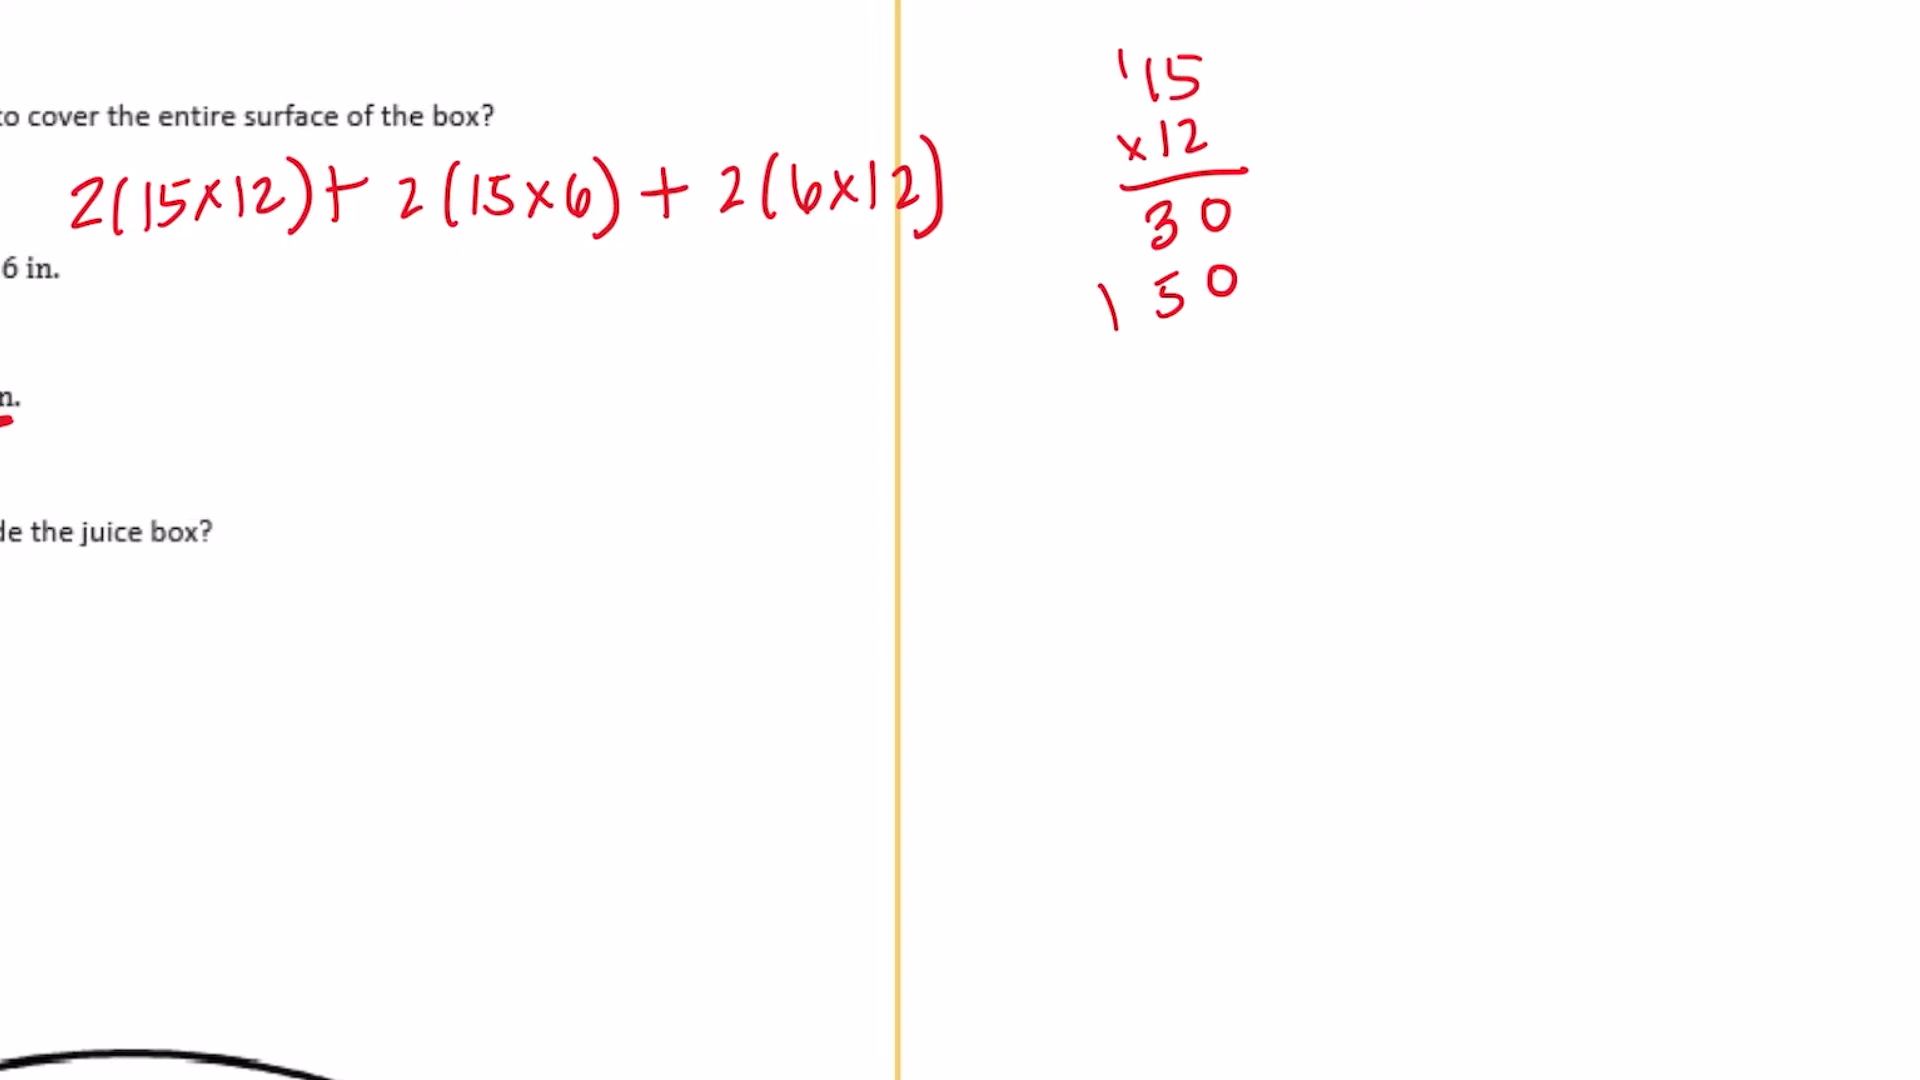 to cover the entire surface of the box?
2(15×12)+ 2(15×6) + 2(6×12)
6 in.
n.
de the juice box?
1 15
×12
30
150